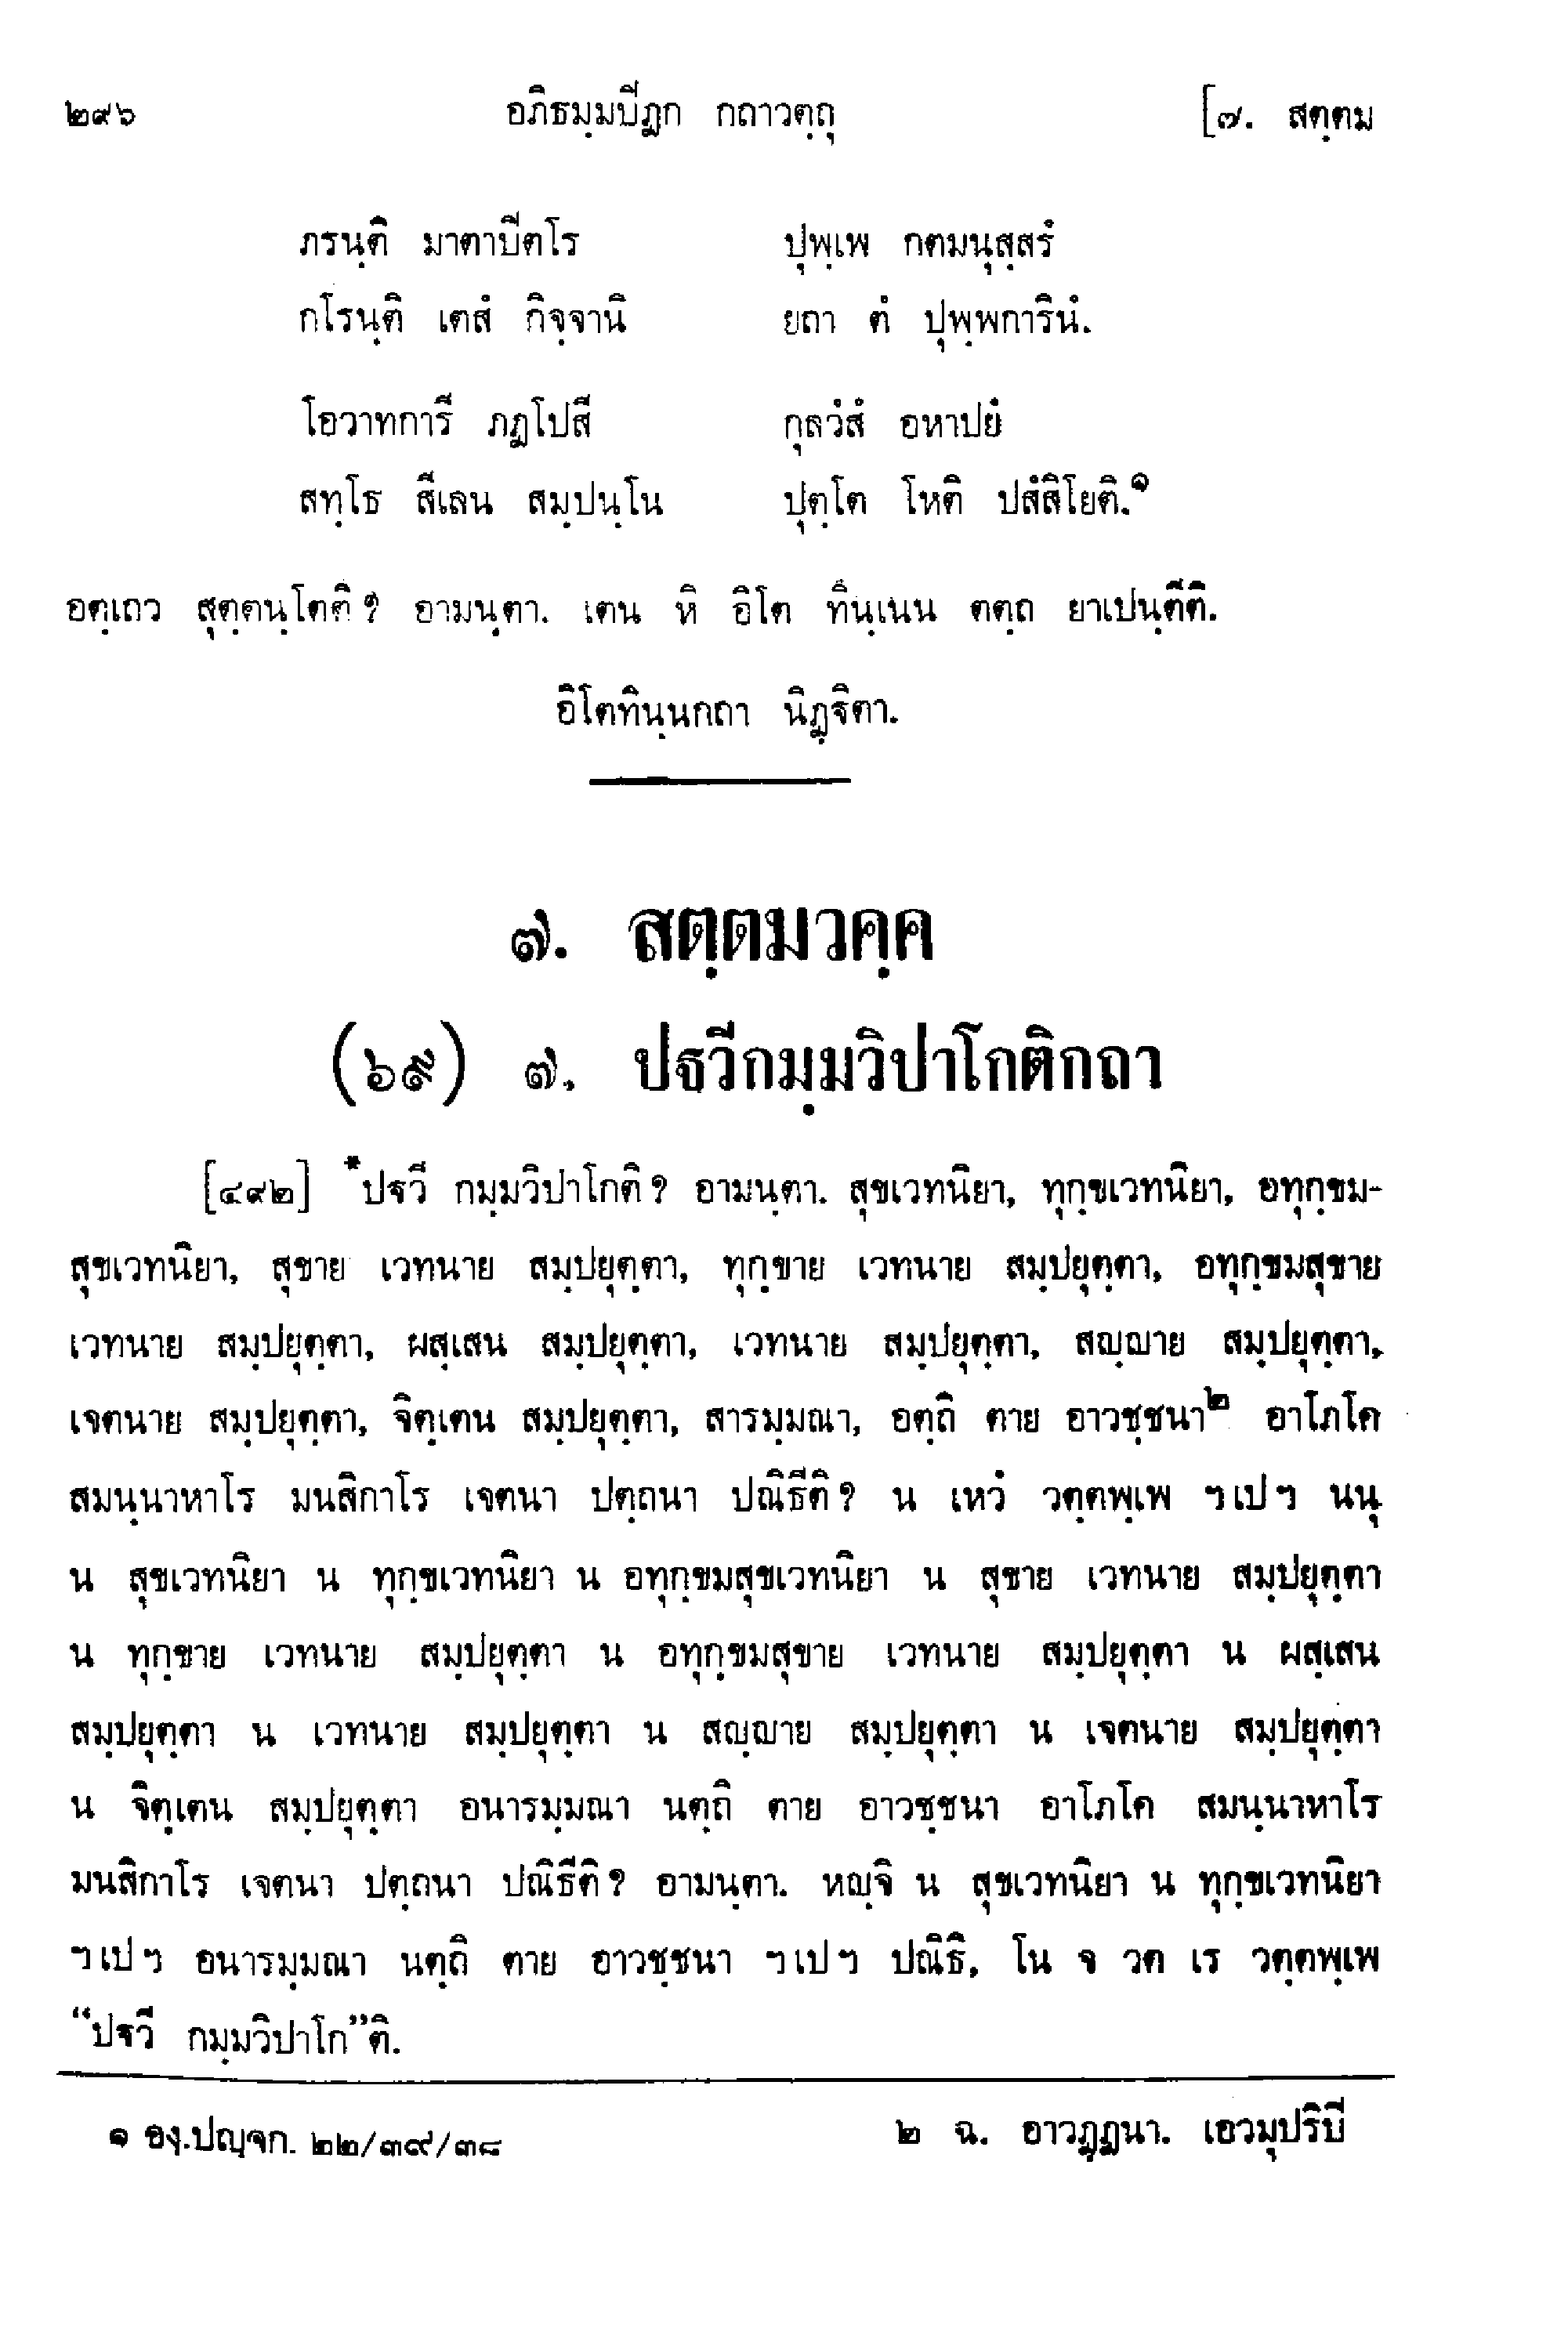 ๒๙๖ อภิธมฺมปิฏก กถาวตฺถุ [๗. สตฺตม
ภรนฺติ มาตาปิตโร ปุพฺเพ กตมนุสฺสรํ
กโรนฺติ เตสํ กิจฺจานิ ยถา ตํ ปุพฺพการินํ.
โอวาทการี ภฏโปสี กุลวํสํ อหาปยํ
สทฺโธ สีเลน สมฺปนฺโน ปุตฺโต โหติ ปสํสิโยติ.๑
อตฺเถว สุตฺตนฺโตติ? อามนฺตา. เตน หิ อิโต ทินฺเนน ตตฺถ ยาเปนฺตีติ.
อิโตทินฺนกถา นิฏฺฐิตา.
๗. สตฺตมวคฺค
(๖๙) ๗. ปฐวีกมฺมวิปาโกติกถา
[๔๙๒] *ปฐวี กมฺมวิปาโกติ? อามนฺตา. สุขเวทนิยา, ทุกฺขเวทนิยา, อทุกฺขม-
สุขเวทนิยา, สุขาย เวทนาย สมฺปยุตฺตา, ทุกฺขาย เวทนาย สมฺปยุตฺตา, อทุกฺขมสุขาย
เวทนาย สมฺปยุตฺตา, ผสฺเสน สมฺปยุตฺตา, เวทนาย สมฺปยุตฺตา, สญฺญาย สมฺปยุตฺตา,
เจตนาย สมฺปยุตฺตา, จิตฺเตน สมฺปยุตฺตา, สารมฺมณา, อตฺถิ ตาย อาวชฺชนา๒ อาโภโค
สมนฺนาหาโร มนสิกาโร เจตนา ปตฺถนา ปณิธีติ? น เหวํ วตฺตพฺเพ ฯเปฯ นนุ
น สุขเวทนิยา น ทุกฺขเวทนิยา น อทุกฺขมสุขเวทนิยา น สุขาย เวทนาย สมฺปยุตฺตา
น ทุกฺขาย เวทนาย สมฺปยุตฺตา น อทุกฺขมสุขาย เวทนาย สมฺปยุตฺตา น ผสฺเสน
สมฺปยุตฺตา น เวทนาย สมฺปยุตฺตา น สญฺญาย สมฺปยุตฺตา น เจตนาย สมฺปยุตฺตา
น จิตฺเตน สมฺปยุตฺตา อนารมฺมณา นตฺถิ ตาย อาวชฺชนา อาโภโค สมนฺนาหาโร
มนสิกาโร เจตนา ปตฺถนา ปณิธีติ? อามนฺตา. หญฺจิ น สุขเวทนิยา น ทุกฺขเวทนิยา
ฯเปฯ อนารมฺมณา นตฺถิ ตาย อาวชฺชนา ฯเปฯ ปณิธิ, โน จ วต เร วตฺตพฺเพ
“ปฐวี กมฺมวิปาโก”ติ.
๑ องฺ.ปญฺจก. ๒๒/๓๙/๓๘ ๒ ฉ. อาวฏฺฏนา. เอวมุปริปิ